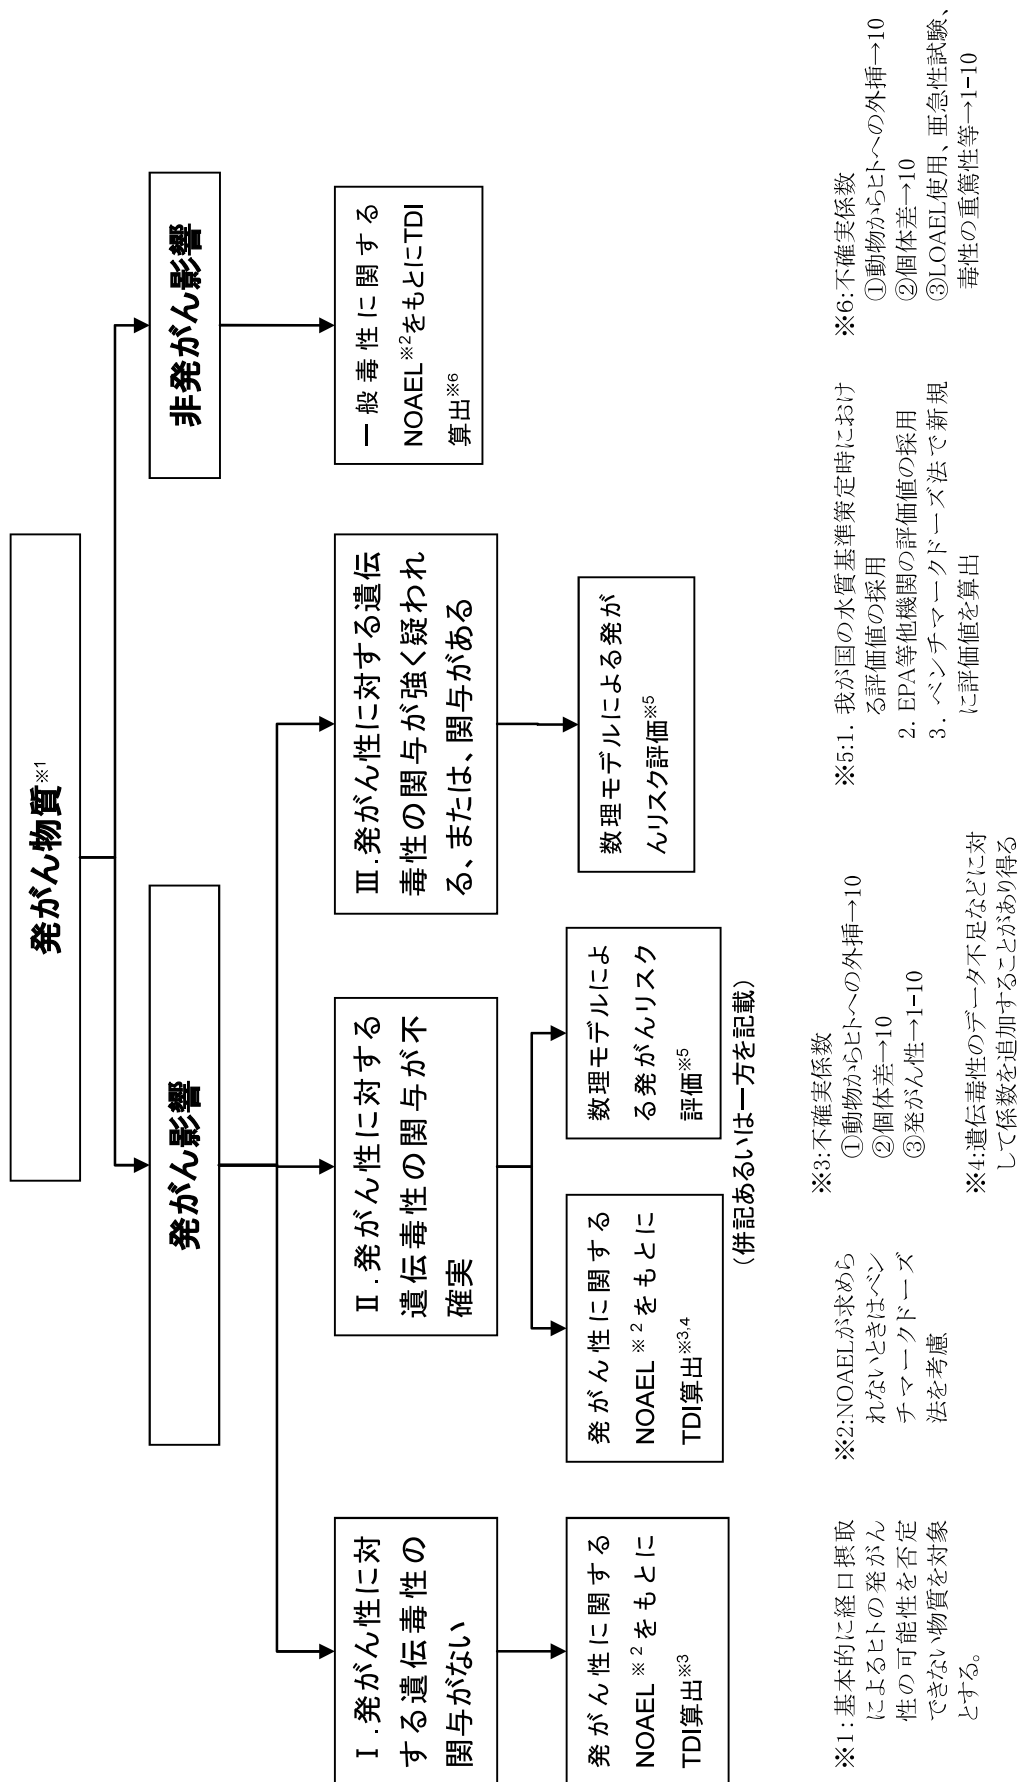 発がん物質※1
発がん影響
非発がん影響
Ⅰ.発がん性に対
する遺伝毒性の
関与がない
Ⅱ.発がん性に対する
遺伝毒性の関与が不
確実
Ⅲ.発がん性に対する遺伝
毒性の関与が強く疑われ
る、または、関与がある
一般毒性に関する
NOAEL※2をもとにTDI
算出※6
発がん性に関する
NOAEL※2をもとに
TDI算出※3
発がん性に関する
NOAEL※2をもとに
TDI算出※3,4
数理モデルによ
る発がんリスク
評価※5
(併記あるいは一方を記載)
数理モデルによる発が
んリスク評価※5
※1:基本的に経口摂取
によるヒトの発がん
性の可能性を否定
できない物質を対象
とする。
※2:NOAELが求めら
れないときはベン
チマークドーズ
法を考慮
※3:不確実係数
①動物からヒトへの外挿→10
②個体差→10
③発がん性→1-10
※4:遺伝毒性のデータ不足などに対
して係数を追加することがあり得る
※5:1. 我が国の水質基準策定時におけ
る評価値の採用
2. EPA等他機関の評価値の採用
3. ベンチマークドーズ法で新規
に評価値を算出
※6:不確実係数
①動物からヒトへの外挿→10
②個体差→10
③LOAEL使用、亜急性試験、
毒性の重篤性等→1-10